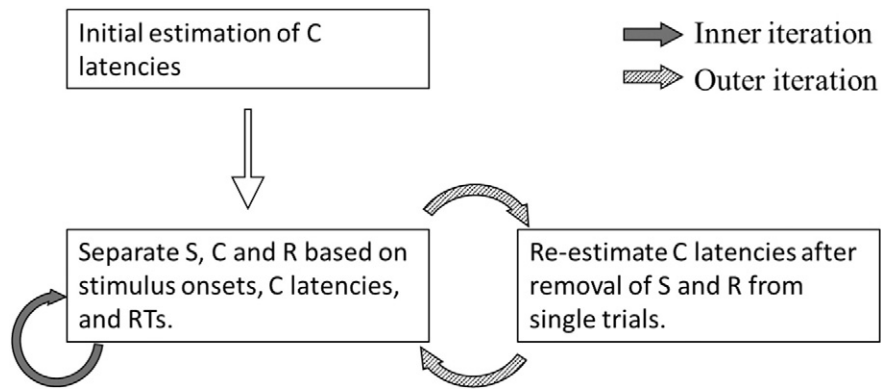 Initial estimation of C
latencies
Inner iteration
Outer iteration
Separate S, C and R based on
stimulus onsets, C latencies,
and RTs.
Re-estimate C latencies after
removal of S and R from
single trials.